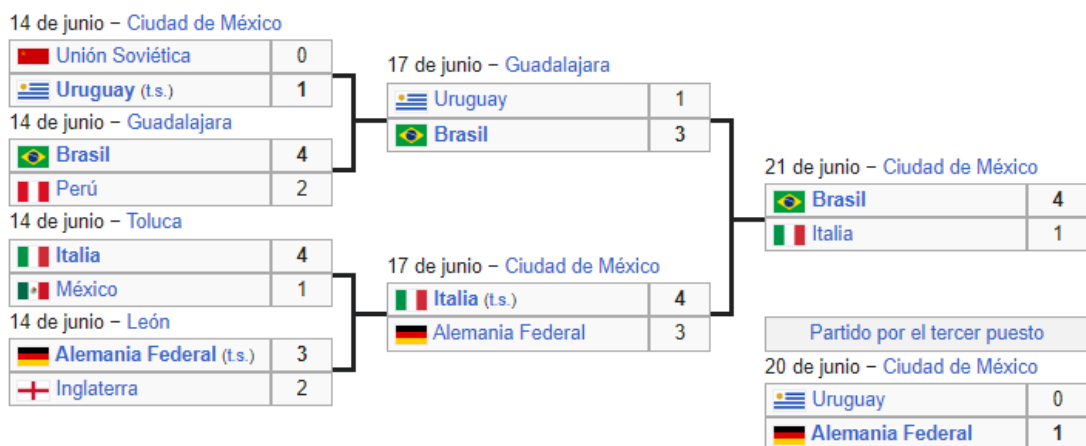 14 de junio – Ciudad de México
Unión Soviética 0
Uruguay (t.s.) 1
14 de junio – Guadalajara
Brasil 4
Perú 2
14 de junio – Toluca
Italia 4
México 1
14 de junio – León
Alemania Federal (t.s.) 3
Inglaterra 2
17 de junio – Guadalajara
Uruguay 1
Brasil 3
17 de junio – Ciudad de México
Italia (t.s.) 4
Alemania Federal 3
21 de junio – Ciudad de México
Brasil 4
Italia 1
Partido por el tercer puesto
20 de junio – Ciudad de México
Uruguay 0
Alemania Federal 1